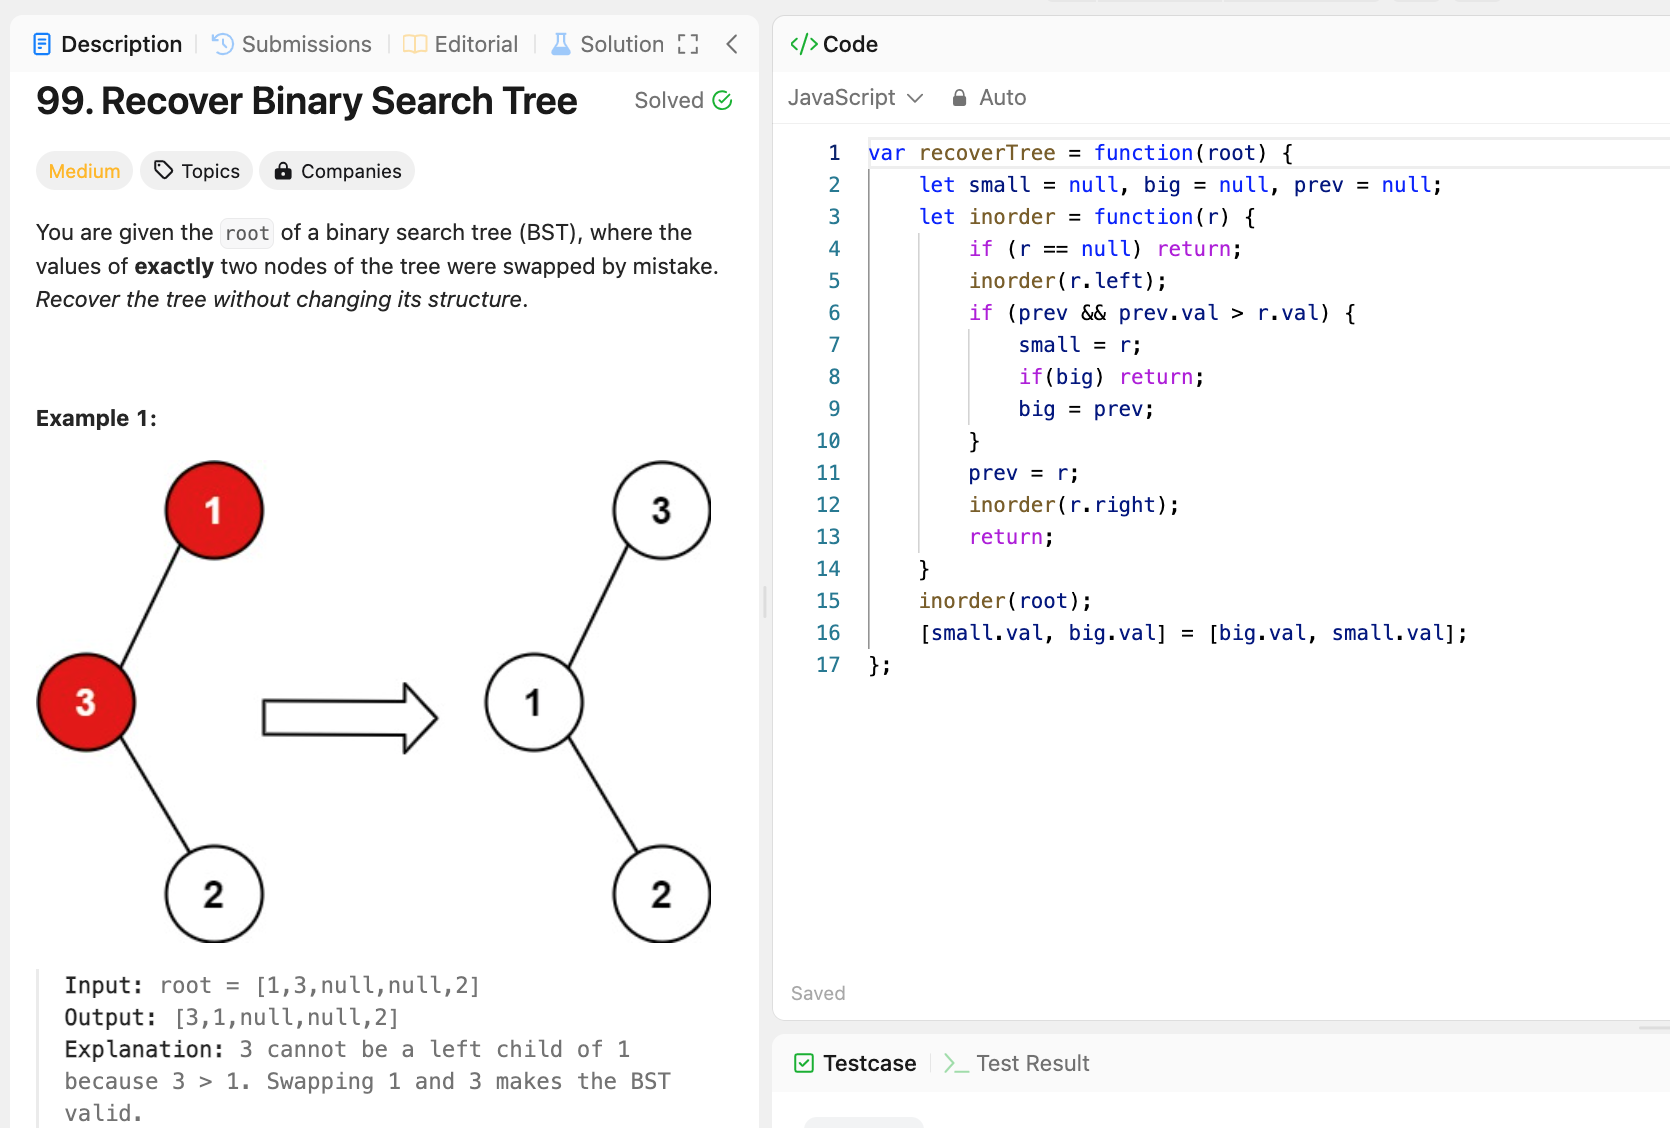 Description Submissions Editorial Solution
99. Recover Binary Search Tree Solved
Medium Topics Companies
You are given the root of a binary search tree (BST), where the
values of exactly two nodes of the tree were swapped by mistake.
Recover the tree without changing its structure.
Example 1:
1 3
3 1
2 2
Input: root = [1,3,null,null,2]
Output: [3,1,null,null,2]
Explanation: 3 cannot be a left child of 1
because 3 > 1. Swapping 1 and 3 makes the BST
valid.
</> Code
JavaScript Auto
1 var recoverTree = function(root) {
2     let small = null, big = null, prev = null;
3     let inorder = function(r) {
4         if (r == null) return;
5         inorder(r.left);
6         if (prev && prev.val > r.val) {
7             small = r;
8             if(big) return;
9             big = prev;
10         }
11         prev = r;
12         inorder(r.right);
13         return;
14     }
15     inorder(root);
16     [small.val, big.val] = [big.val, small.val];
17 };
Saved
Testcase >_ Test Result